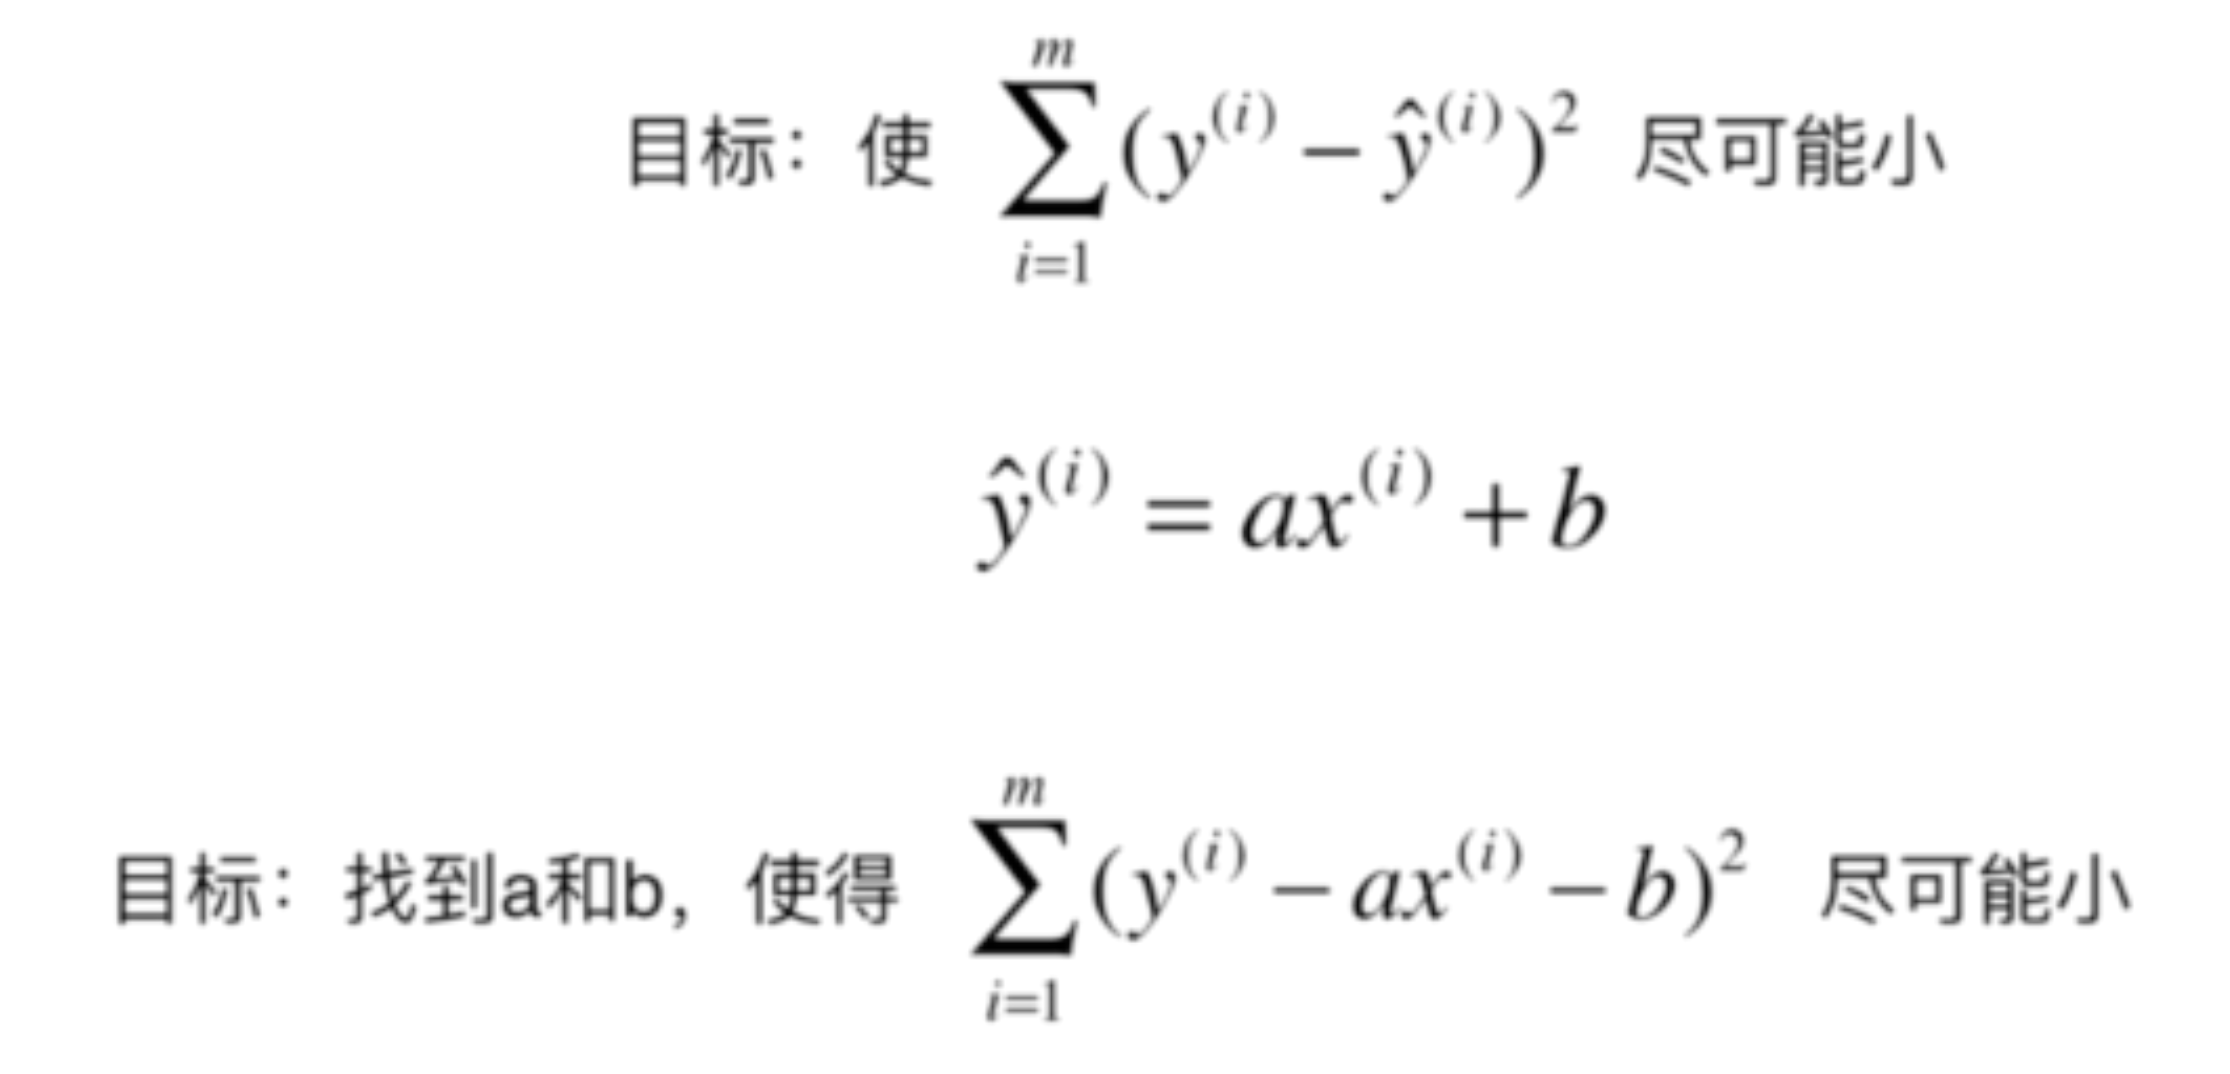 目标：使 $\sum_{i=1}^{m}(y^{(i)} - \hat{y}^{(i)})^2$ 尽可能小
$\hat{y}^{(i)} = ax^{(i)} + b$
目标：找到a和b，使得 $\sum_{i=1}^{m}(y^{(i)} - ax^{(i)} - b)^2$ 尽可能小